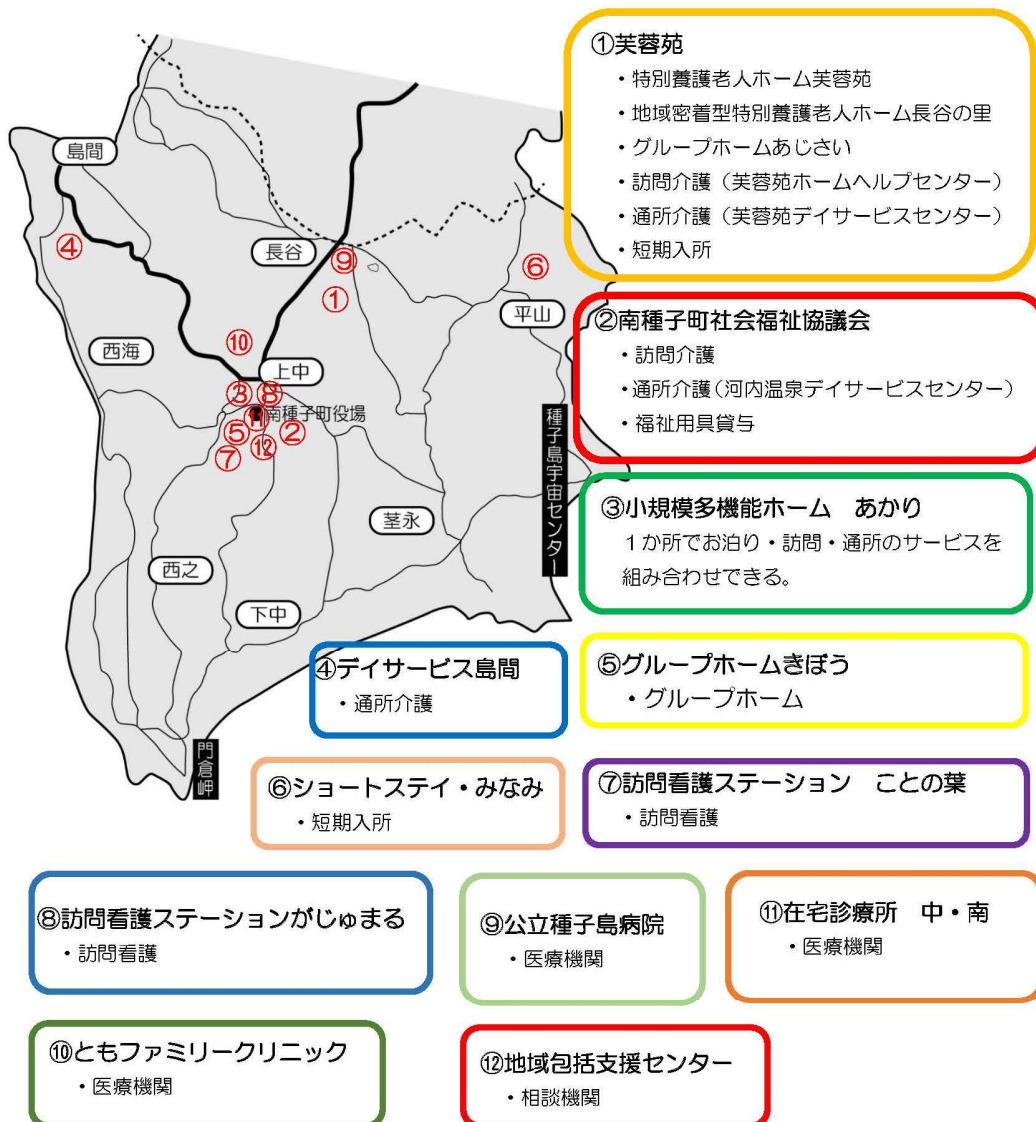 ①芙蓉苑
・特別養護老人ホーム芙蓉苑
・地域密着型特別養護老人ホーム長谷の里
・グループホームあじさい
・訪問介護（芙蓉苑ホームヘルプセンター）
・通所介護（芙蓉苑デイサービスセンター）
・短期入所
島間
④
長谷
⑨
①
⑥
平山
⑩
西海
上中
③
⑧
⑪
南種子町役場
⑤
②
⑦
⑫
種子島宇宙センター
茎永
西之
下中
門倉岬
②南種子町社会福祉協議会
・訪問介護
・通所介護（河内温泉デイサービスセンター）
・福祉用具貸与
③小規模多機能ホーム　あかり
１か所でお泊り・訪問・通所のサービスを
組み合わせできる。
④デイサービス島間
・通所介護
⑤グループホームきぼう
・グループホーム
⑥ショートステイ・みなみ
・短期入所
⑦訪問看護ステーション　ことの葉
・訪問看護
⑧訪問看護ステーションがじゅまる
・訪問看護
⑨公立種子島病院
・医療機関
⑪在宅診療所　中・南
・医療機関
⑩ともファミリークリニック
・医療機関
⑫地域包括支援センター
・相談機関